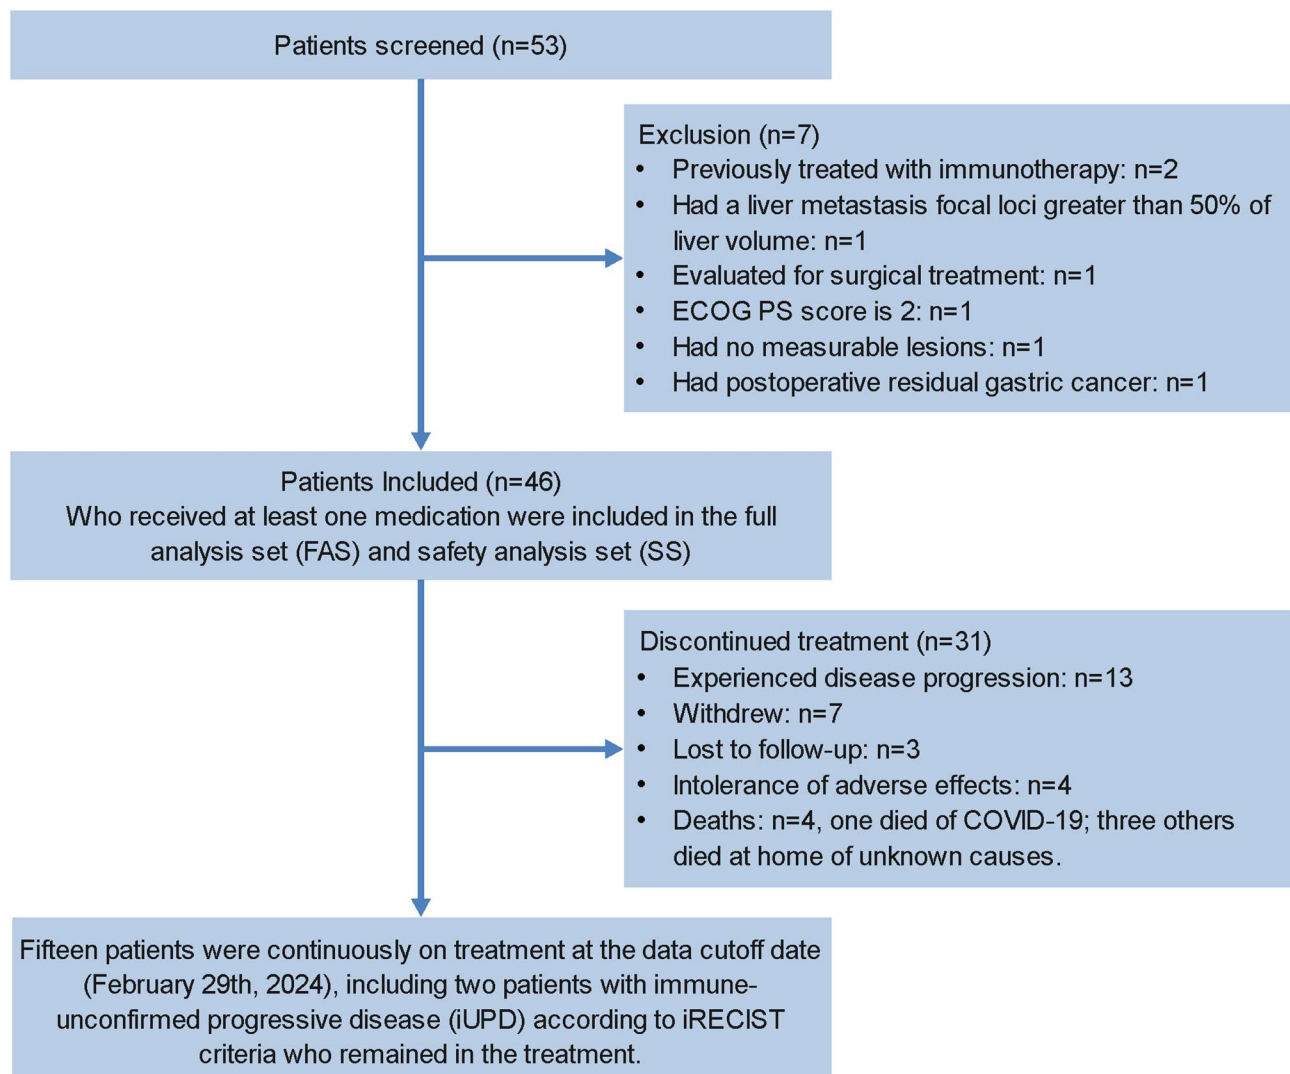 Patients screened (n=53)
Exclusion (n=7)
• Previously treated with immunotherapy: n=2
• Had a liver metastasis focal loci greater than 50% of
liver volume: n=1
• Evaluated for surgical treatment: n=1
• ECOG PS score is 2: n=1
• Had no measurable lesions: n=1
• Had postoperative residual gastric cancer: n=1
Patients Included (n=46)
Who received at least one medication were included in the full
analysis set (FAS) and safety analysis set (SS)
Discontinued treatment (n=31)
• Experienced disease progression: n=13
• Withdrew: n=7
• Lost to follow-up: n=3
• Intolerance of adverse effects: n=4
• Deaths: n=4, one died of COVID-19; three others
died at home of unknown causes.
Fifteen patients were continuously on treatment at the data cutoff date
(February 29th, 2024), including two patients with immune-
unconfirmed progressive disease (iUPD) according to iRECIST
criteria who remained in the treatment.